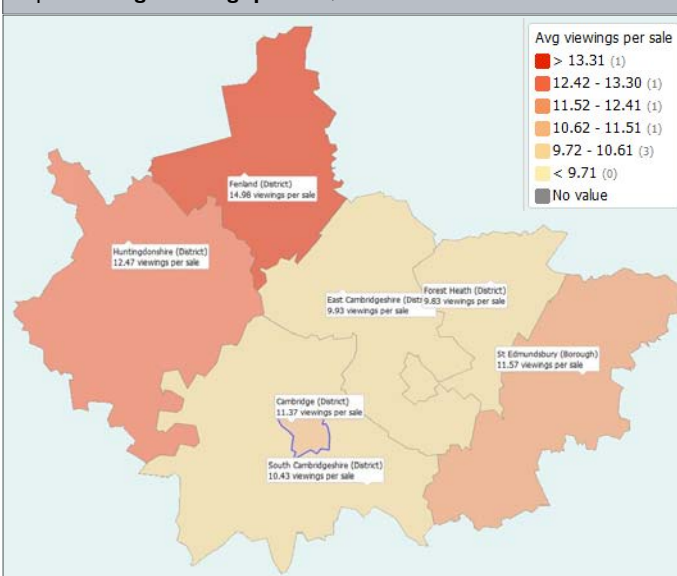 Avg viewings per sale
> 13.31 (1)
12.42 - 13.30 (1)
11.52 - 12.41 (1)
10.62 - 11.51 (1)
9.72 - 10.61 (3)
< 9.71 (0)
No value
Fenland (District)
14.98 viewings per sale
Huntingdonshire (District)
12.47 viewings per sale
East Cambridgeshire (Distr
9.93 viewings per sale
Forest Heath (District)
9.83 viewings per sale
St Edmundsbury (Borough)
11.57 viewings per sale
Cambridge (District)
11.37 viewings per sale
South Cambridgeshire (District)
10.43 viewings per sale